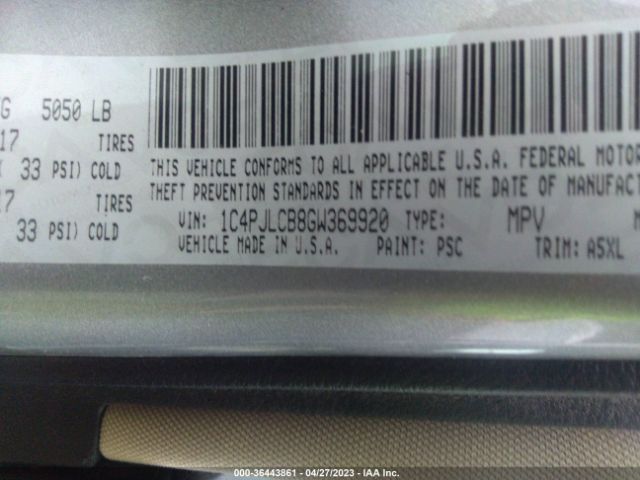 5050 LB
17 TIRES
33 PSI) COLD
17 TIRES
33 PSI) COLD
THIS VEHICLE CONFORMS TO ALL APPLICABLE U.S.A. FEDERAL MOTOR
THEFT PREVENTION STANDARDS IN EFFECT ON THE DATE OF MANUFACT
VIN: 1C4PJLCB8GW369920 TYPE: MPV
VEHICLE MADE IN U.S.A. PAINT: PSC TRIM: A5XL
000-36443861 - 04/27/2023 - IAA Inc.